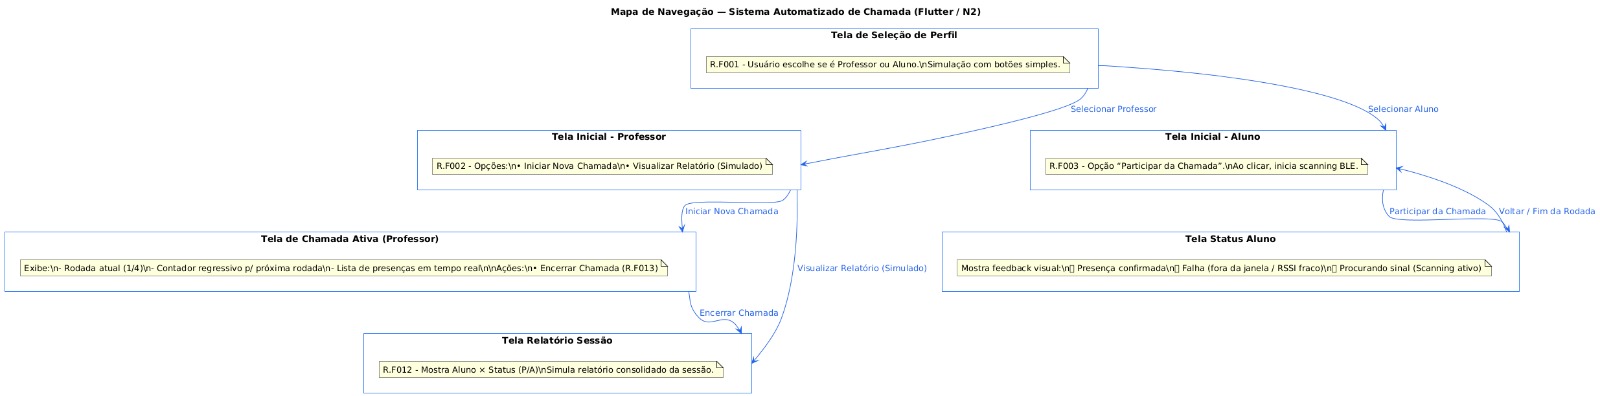 Mapa de Navegação — Sistema Automatizado de Chamada (Flutter / N2)
Tela de Seleção de Perfil
R.F001 - Usuário escolhe se é Professor ou Aluno.\nSimulação com botões simples.
Selecionar Professor
Selecionar Aluno
Tela Inicial - Professor
R.F002 - Opções:\n• Iniciar Nova Chamada\n• Visualizar Relatório (Simulado)
Tela Inicial - Aluno
R.F003 - Opção “Participar da Chamada”.\nAo clicar, inicia scanning BLE.
Iniciar Nova Chamada
Participar da Chamada
Voltar / Fim da Rodada
Tela de Chamada Ativa (Professor)
Exibe:\n- Rodada atual (1/4)\n- Contador regressivo p/ próxima rodada\n- Lista de presenças em tempo real\n\nAções:\n• Encerrar Chamada (R.F013)
Visualizar Relatório (Simulado)
Tela Status Aluno
Mostra feedback visual:\n▯ Presença confirmada\n▯ Falha (fora da janela / RSSI fraco)\n▯ Procurando sinal (Scanning ativo)
Encerrar Chamada
Tela Relatório Sessão
R.F012 - Mostra Aluno × Status (P/A)\nSimula relatório consolidado da sessão.